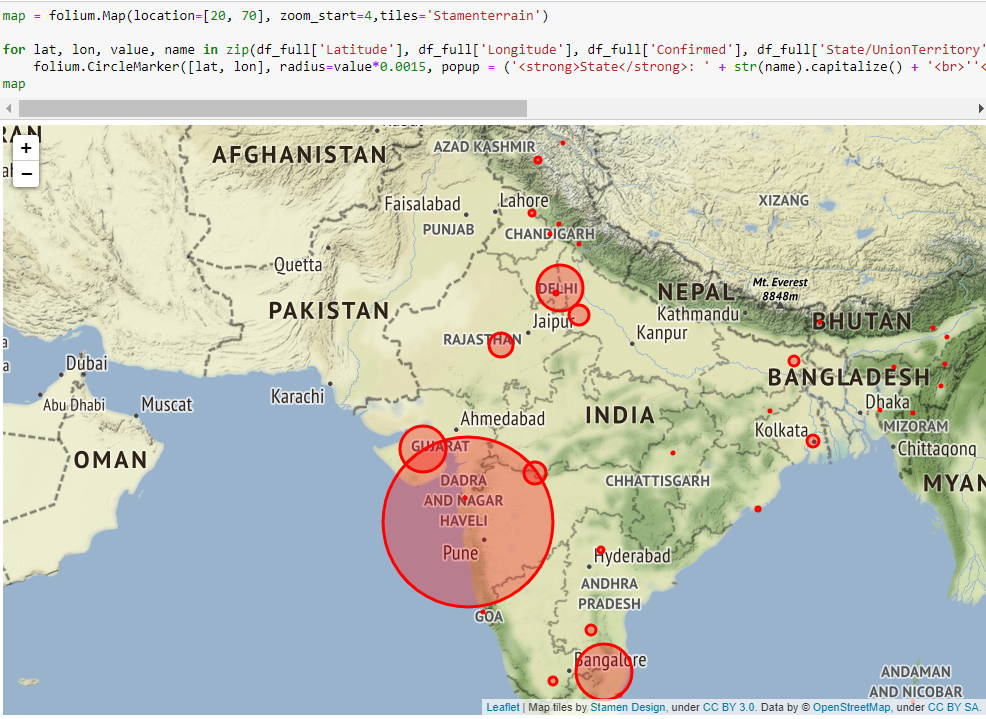 map = folium.Map(location=[20, 70], zoom_start=4,tiles='Stamenterrain')
for lat, lon, value, name in zip(df_full['Latitude'], df_full['Longitude'], df_full['Confirmed'], df_full['State/UnionTerritory'
folium.CircleMarker([lat, lon], radius=value*0.0015, popup = ('<strong>State</strong>: ' + str(name).capitalize() + '<br>''<
map
+
−
AFGHANISTAN
AZAD KASHMIR
XIZANG
Faisalabad
Lahore
PUNJAB
CHANDIGARH
Quetta
DELHI
Mt. Everest
8848m
NEPAL
PAKISTAN
Kathmandu
BHUTAN
Jaipur
RAJASTHAN
Kanpur
Dubai
BANGLADESH
Karachi
Abu Dhabi
Muscat
Dhaka
Ahmedabad
INDIA
Kolkata
MIZORAM
GUJARAT
Chittagong
OMAN
DADRA
AND NAGAR
HAVELI
CHHATTISGARH
MYAN
Pune
Hyderabad
ANDHRA
PRADESH
GOA
Bangalore
ANDAMAN
AND NICOBAR
Leaflet | Map tiles by Stamen Design, under CC BY 3.0. Data by © OpenStreetMap, under CC BY SA.